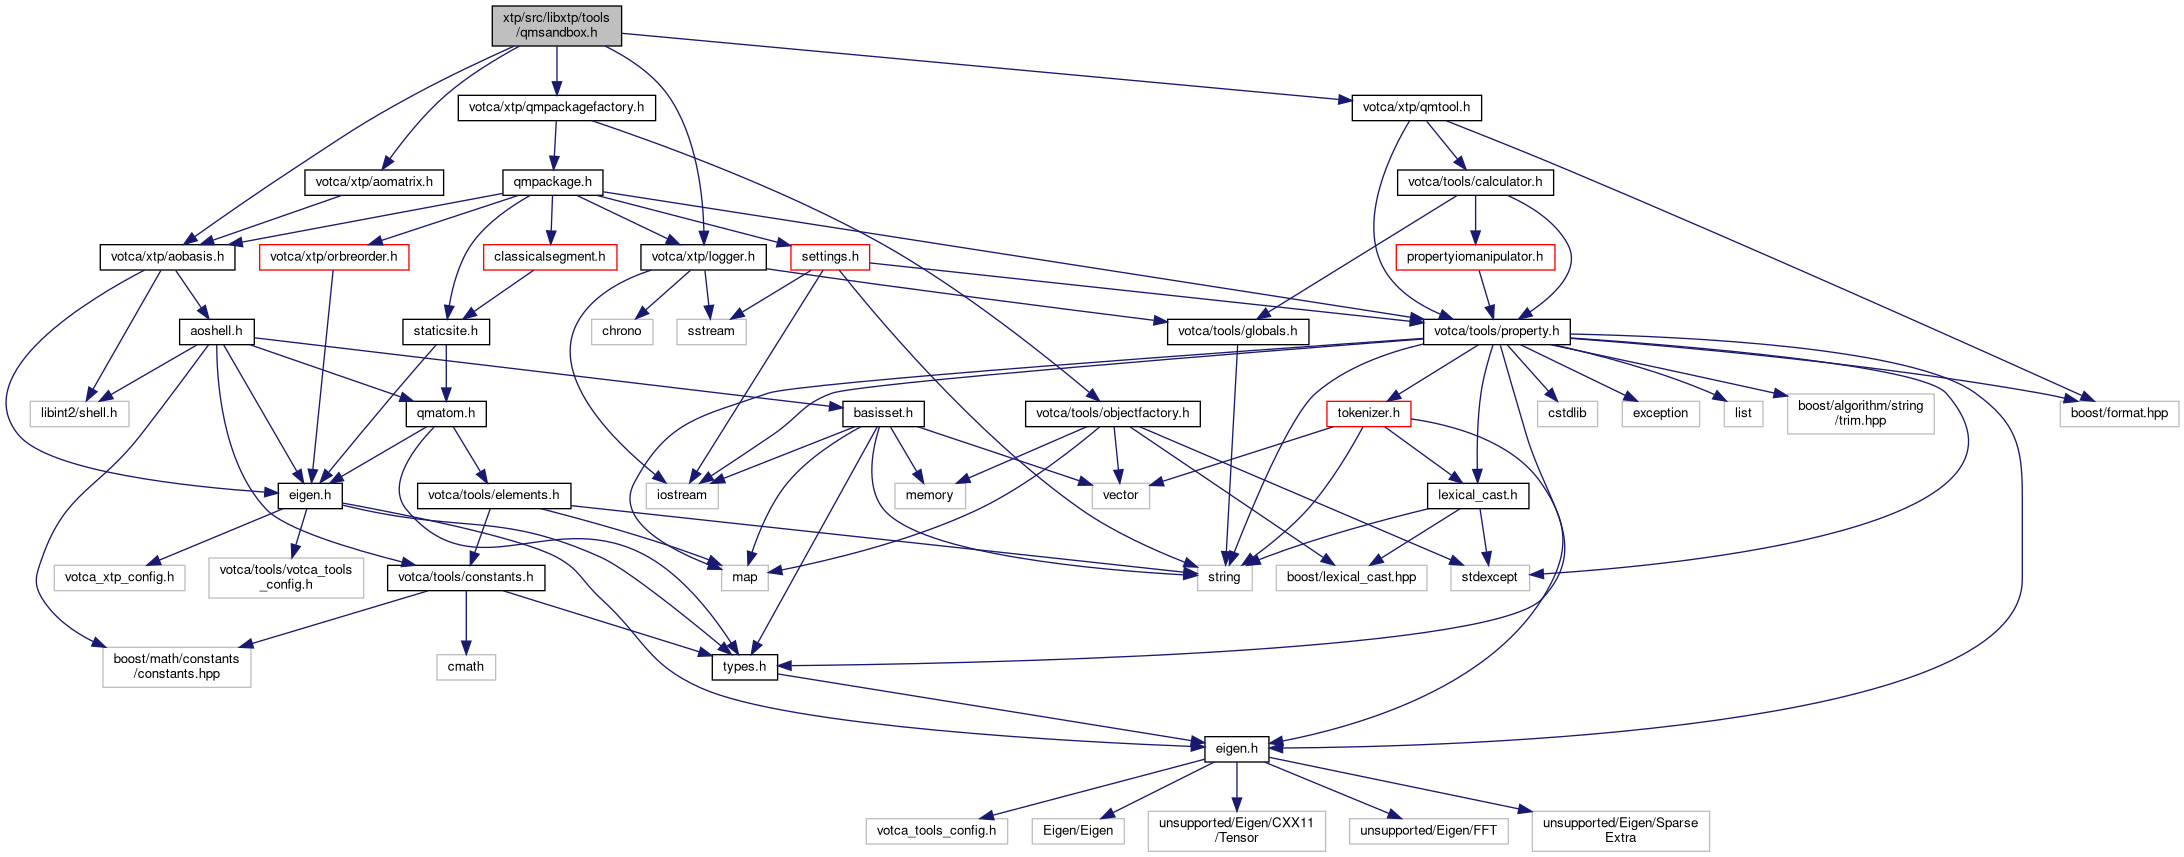 xtp/src/libxtp/tools
/qmsandbox.h
votca/xtp/qmpackagefactory.h
votca/xtp/qmtool.h
votca/xtp/aomatrix.h
qmpackage.h
votca/tools/calculator.h
votca/xtp/aobasis.h
votca/xtp/orbreorder.h
classicalsegment.h
votca/xtp/logger.h
settings.h
propertyiomanipulator.h
aoshell.h
staticsite.h
chrono
sstream
votca/tools/globals.h
votca/tools/property.h
libint2/shell.h
qmatom.h
basisset.h
votca/tools/objectfactory.h
tokenizer.h
cstdlib
exception
list
boost/algorithm/string
/trim.hpp
boost/format.hpp
eigen.h
votca/tools/elements.h
iostream
memory
vector
lexical_cast.h
votca_xtp_config.h
votca/tools/votca_tools
_config.h
votca/tools/constants.h
map
string
boost/lexical_cast.hpp
stdexcept
boost/math/constants
/constants.hpp
cmath
types.h
eigen.h
votca_tools_config.h
Eigen/Eigen
unsupported/Eigen/CXX11
/Tensor
unsupported/Eigen/FFT
unsupported/Eigen/Sparse
Extra